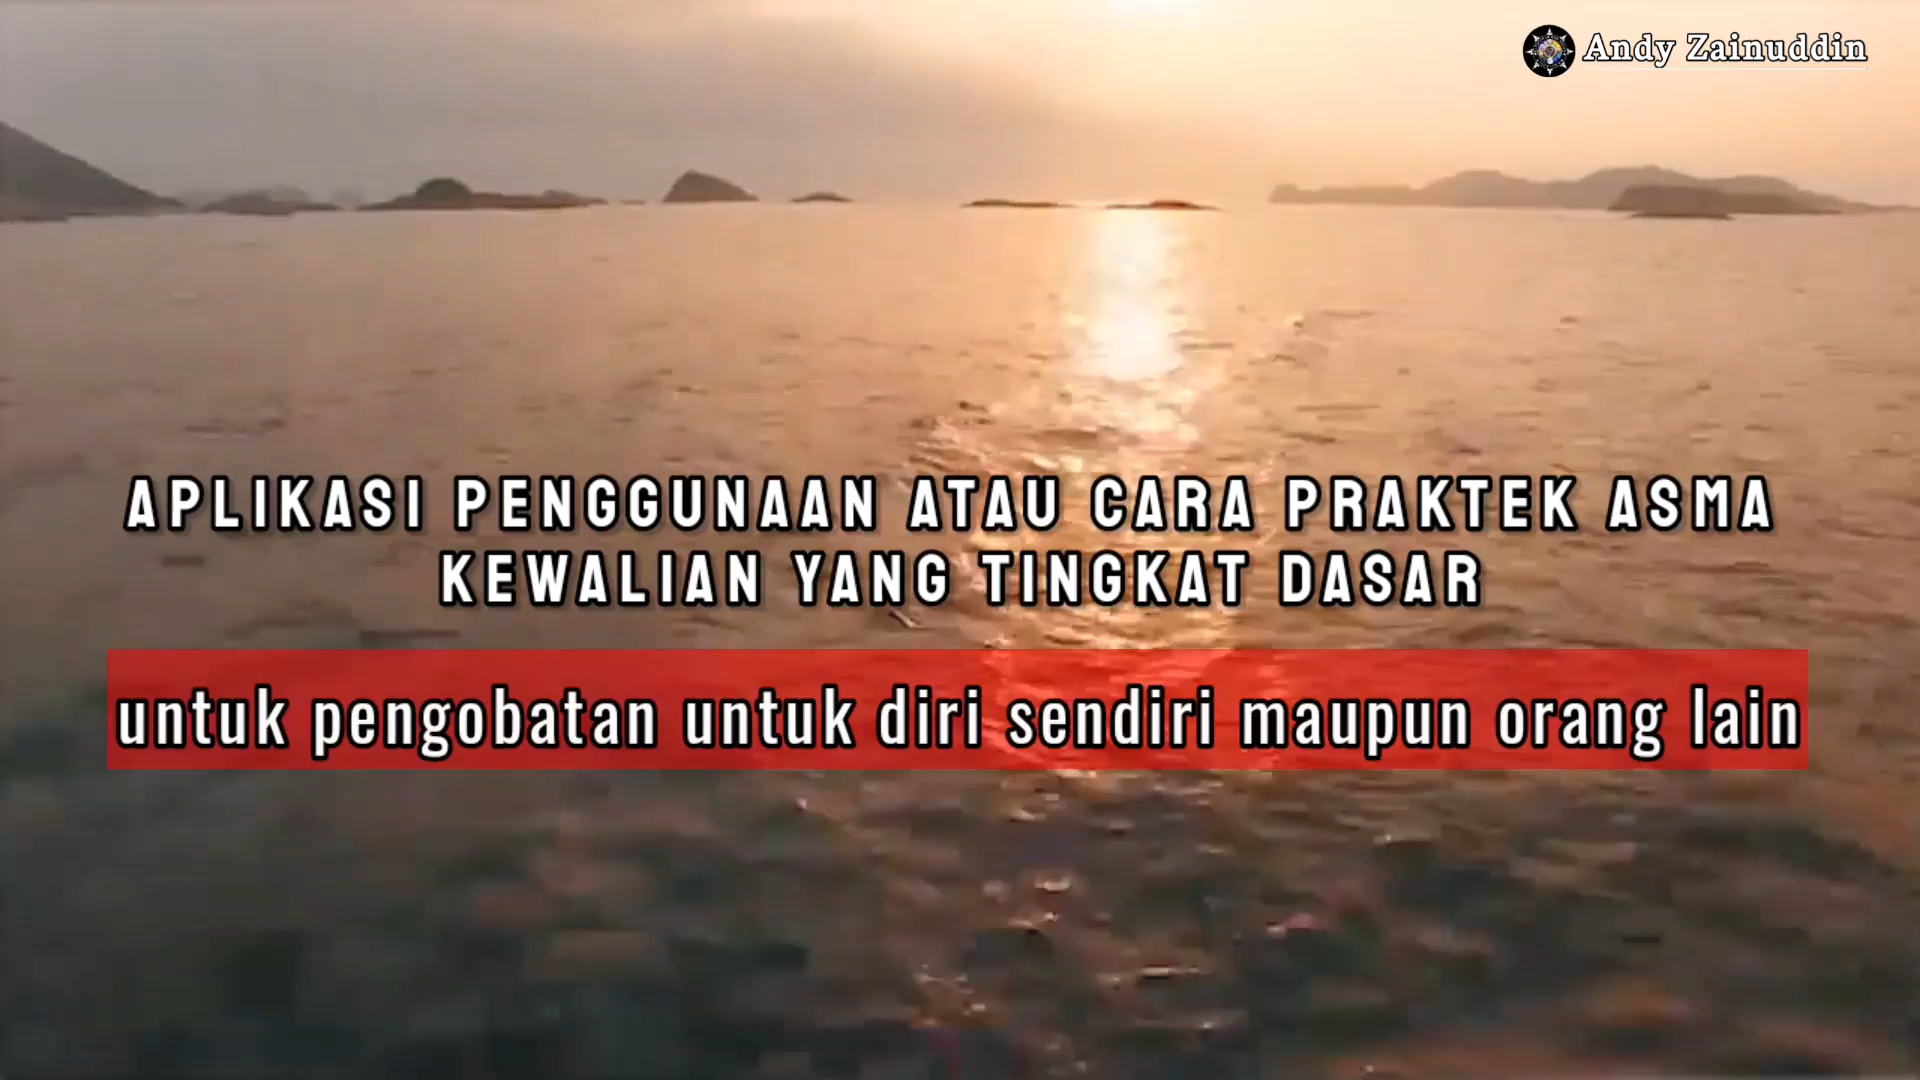 Andy Zainuddin
APLIKASI PENGGUNAAN ATAU CARA PRAKTEK ASMA
KEWALIAN YANG TINGKAT DASAR
untuk pengobatan untuk diri sendiri maupun orang lain